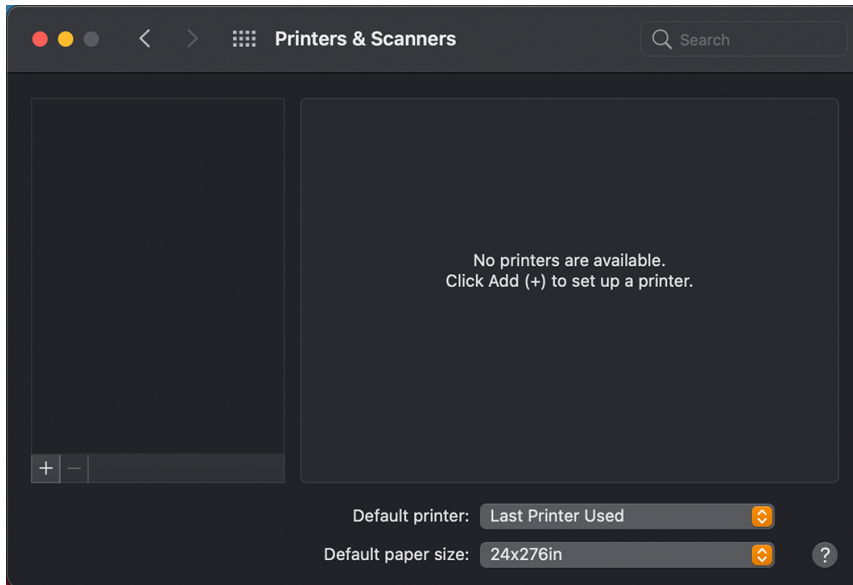 Printers & Scanners
Search
No printers are available.
Click Add (+) to set up a printer.
+ −
Default printer: Last Printer Used
Default paper size: 24x276in
?